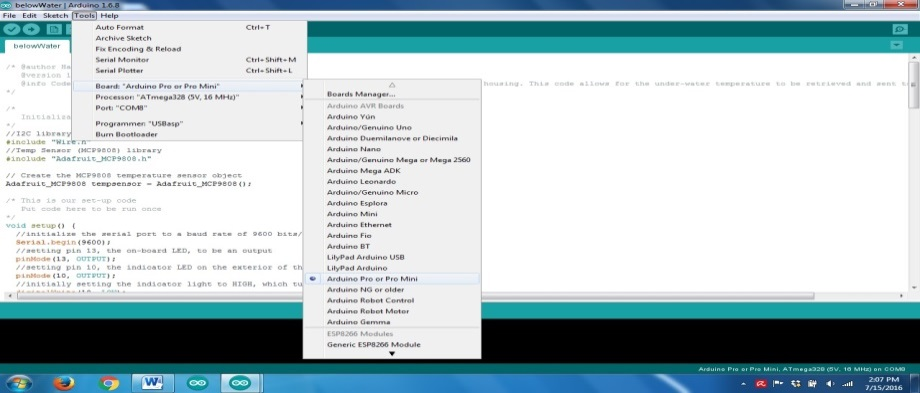 belowWater | Arduino 1.6.8
File Edit Sketch Tools Help
Auto Format Ctrl+T
Archive Sketch
Fix Encoding & Reload
Serial Monitor Ctrl+Shift+M
Serial Plotter Ctrl+Shift+L
Board: "Arduino Pro or Pro Mini"
Processor: "ATmega328 (5V, 16 MHz)"
Port: "COM8"
Programmer: "USBasp"
Burn Bootloader
Boards Manager...
Arduino AVR Boards
Arduino Yún
Arduino/Genuino Uno
Arduino Duemilanove or Diecimila
Arduino Nano
Arduino/Genuino Mega or Mega 2560
Arduino Mega ADK
Arduino Leonardo
Arduino/Genuino Micro
Arduino Esplora
Arduino Mini
Arduino Ethernet
Arduino Fio
Arduino BT
LilyPad Arduino USB
LilyPad Arduino
Arduino Pro or Pro Mini
Arduino NG or older
Arduino Robot Control
Arduino Robot Motor
Arduino Gemma
ESP8266 Modules
Generic ESP8266 Module
belowWater
/* @author Ha
@version 1
@info Code housing. This code allows for the under-water temperature to be retrieved and sent t
*/
/*
Initializa
*/
//I2C library
#include "Wire.h"
//Temp Sensor (MCP9808) library
#include "Adafruit_MCP9808.h"
// Create the MCP9808 temperature sensor object
Adafruit_MCP9808 tempsensor = Adafruit_MCP9808();
/* This is our set-up code
Put code here to be run once
*/
void setup() {
//initialize the serial port to a baud rate of 9600 bits/
Serial.begin(9600);
//setting pin 13, the on-board LED, to be an output
pinMode(13, OUTPUT);
//setting pin 10, the indicator LED on the exterior of th
pinMode(10, OUTPUT);
//initially setting the indicator light to HIGH, which tu
Arduino Pro or Pro Mini, ATmega328 (5V, 16 MHz) on COM8
2:07 PM
7/15/2016